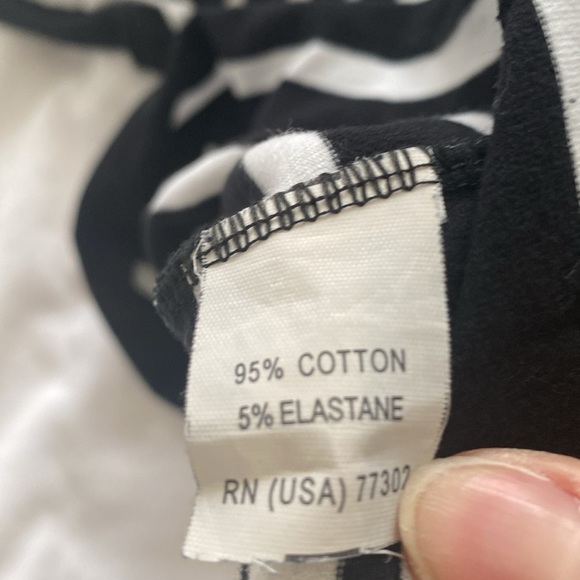 95% COTTON
5% ELASTANE
RN (USA) 77302